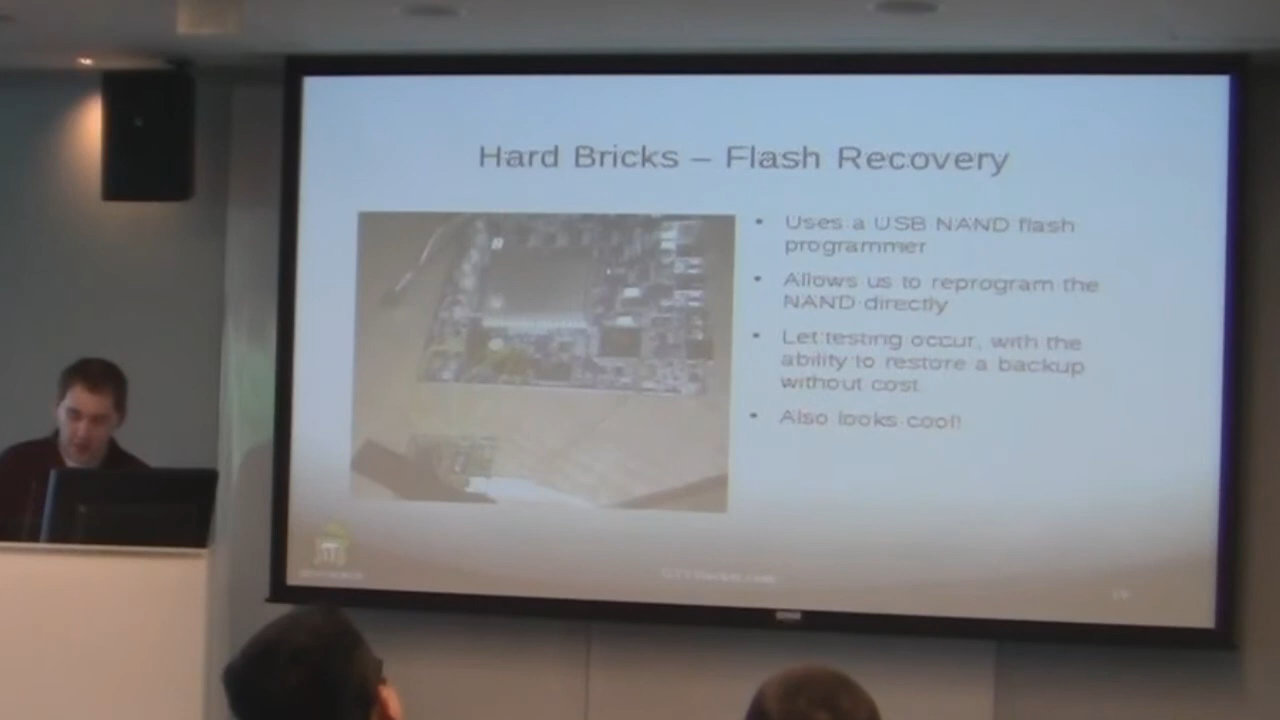 Hard Bricks – Flash Recovery
• Uses a USB NAND flash
programmer
• Allows us to reprogram the
NAND directly
• Let testing occur, with the
ability to restore a backup
without cost.
• Also looks cool!